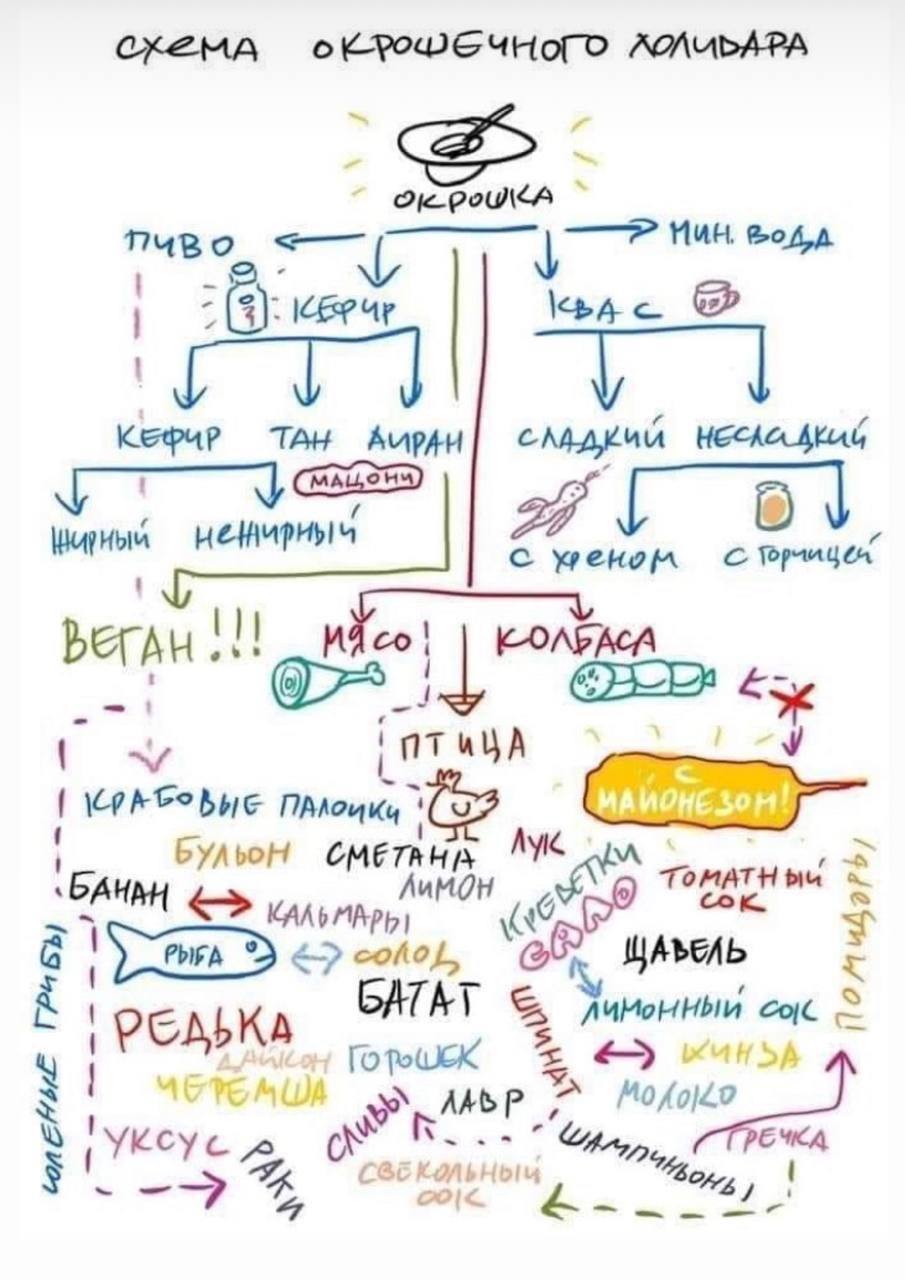 СХЕМА ОКРОШЕЧНОГО ХОЛИВАРА
ОКРОШКА
ПИВО
МИН. ВОДА
КЕФИР
КВАС
КЕФИР ТАН АИРАН
СЛАДКИЙ НЕСЛАДКИЙ
МАЦОНИ
ЖИРНЫЙ НЕЖИРНЫЙ
С ХРЕНОМ С ГОРЧИЦЕЙ
ВЕГАН!!!
МЯСО
КОЛБАСА
ПТИЦА
С
МАЙОНЕЗОМ!
КРАБОВЫЕ ПАЛОЧКИ
БУЛЬОН
СМЕТАНА
ЛУК
КРЕВЕТКИ
ТОМАТНЫЙ
СОК
БАНАН
ЛИМОН
КАЛЬМАРЫ
САЛО
ПОМИДОРЫ
СОЛЕНЫЕ ГРИБЫ
РЫБА
СОЛОД
ЩАВЕЛЬ
БАТАТ
ШПИНАТ
ЛИМОННЫЙ СОК
РЕДЬКА
ДАЙКОН
ГОРОШЕК
КИНЗА
ЧЕРЕМША
СЛИВЫ
ЛАВР
МОЛОКО
УКСУС
РАКИ
ШАМПИНЬОНЫ
ГРЕЧКА
СВЕКОЛЬНЫЙ
СОК